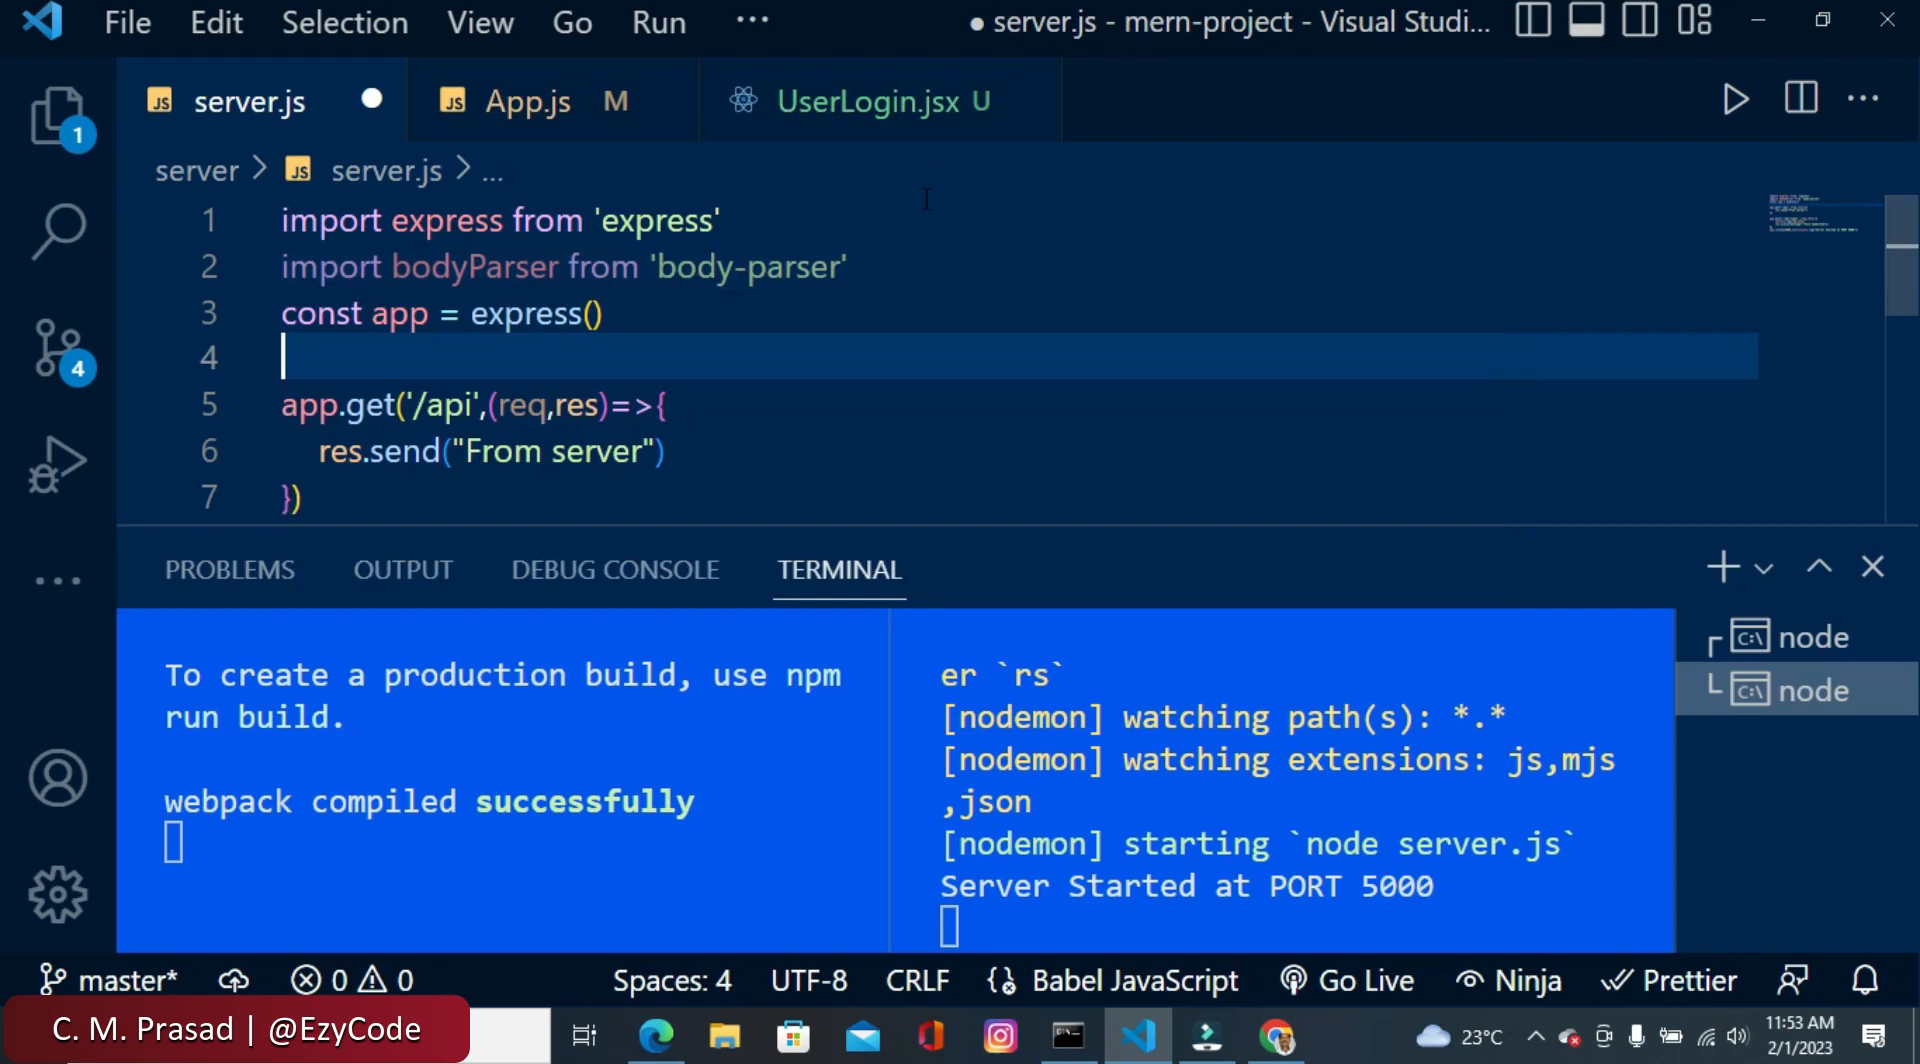 File Edit Selection View Go Run ··· ● server.js - mern-project - Visual Studi...
JS server.js ● JS App.js M UserLogin.jsx U
1
server > JS server.js > ...
1 import express from 'express'
2 import bodyParser from 'body-parser'
3 const app = express()
4
5 app.get('/api',(req,res)=>{
6 res.send("From server")
7 })
4
PROBLEMS OUTPUT DEBUG CONSOLE TERMINAL
To create a production build, use npm
run build.
webpack compiled successfully
er `rs`
[nodemon] watching path(s): *.*
[nodemon] watching extensions: js,mjs
,json
[nodemon] starting `node server.js`
Server Started at PORT 5000
C:\ node
C:\ node
master* 0 0 Spaces: 4 UTF-8 CRLF Babel JavaScript Go Live Ninja Prettier
C. M. Prasad | @EzyCode
23°C
11:53 AM
2/1/2023